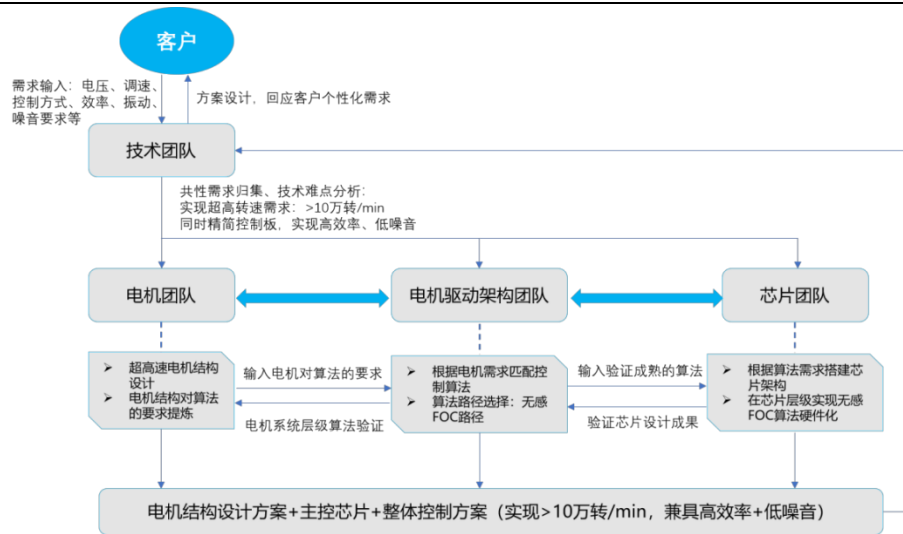 客户
需求输入：电压、调速、
控制方式、效率、振动、
噪音要求等
方案设计，回应客户个性化需求
技术团队
共性需求归集、技术难点分析：
实现超高转速需求：>10万转/min
同时精简控制板，实现高效率、低噪音
电机团队
电机驱动架构团队
芯片团队
➢ 超高速电机结构
设计
➢ 电机结构对算法
的要求提炼
输入电机对算法的要求
电机系统层级算法验证
➢ 根据电机需求匹配控
制算法
➢ 算法路径选择：无感
FOC路径
输入验证成熟的算法
验证芯片设计成果
➢ 根据算法需求搭建芯
片架构
➢ 在芯片层级实现无感
FOC算法硬件化
电机结构设计方案+主控芯片+整体控制方案（实现>10万转/min，兼具高效率+低噪音）